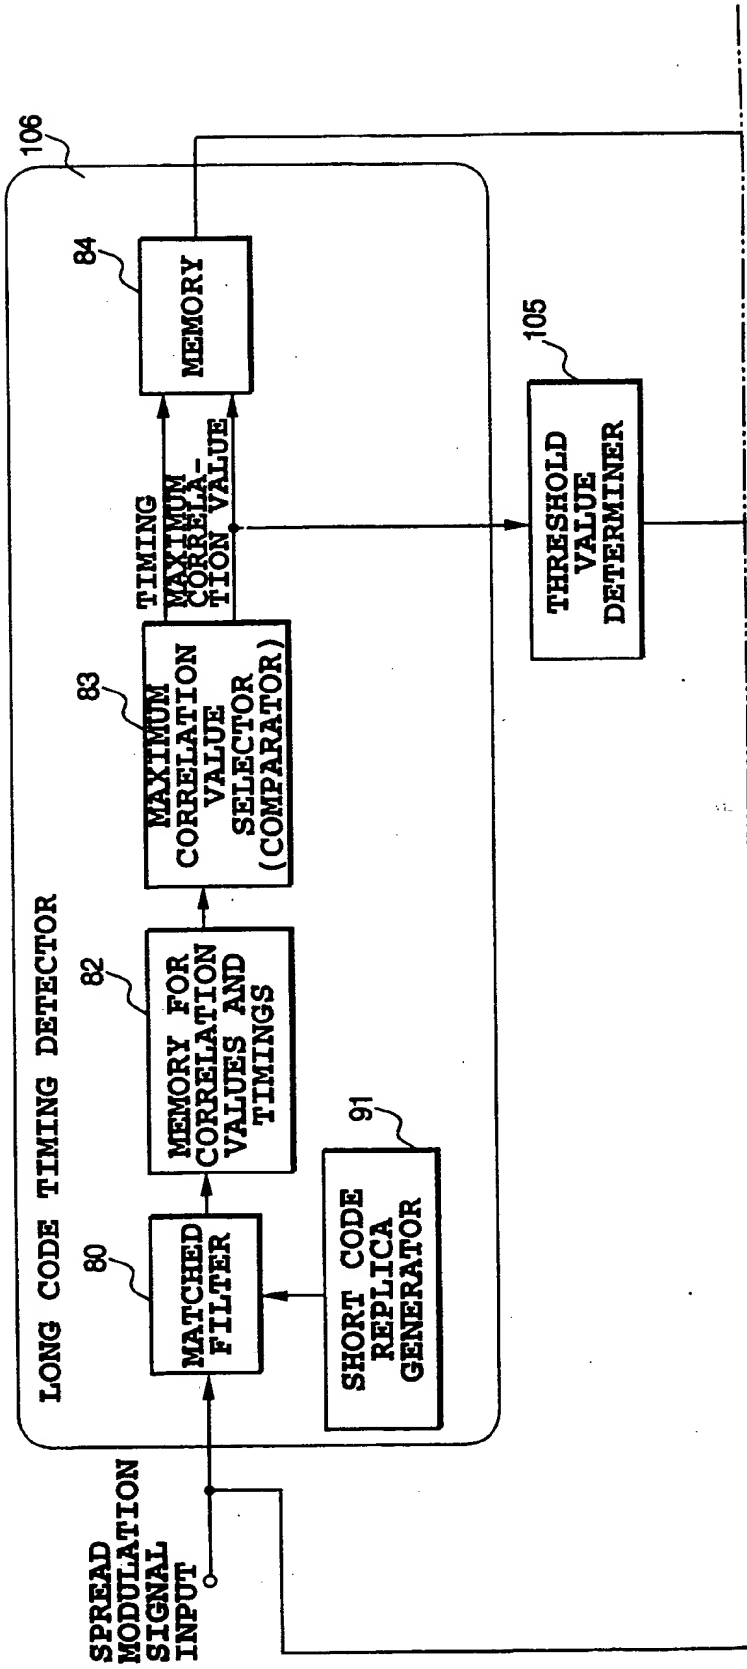 SPREAD
MODULATION
SIGNAL
INPUT
LONG CODE TIMING DETECTOR
106
80
MATCHED
FILTER
91
SHORT CODE
REPLICA
GENERATOR
82
MEMORY FOR
CORRELATION
VALUES AND
TIMINGS
83
MAXIMUM
CORRELATION
VALUE
SELECTOR
(COMPARATOR)
TIMING
MAXIMUM
CORRELA-
TION VALUE
84
MEMORY
105
THRESHOLD
VALUE
DETERMINER